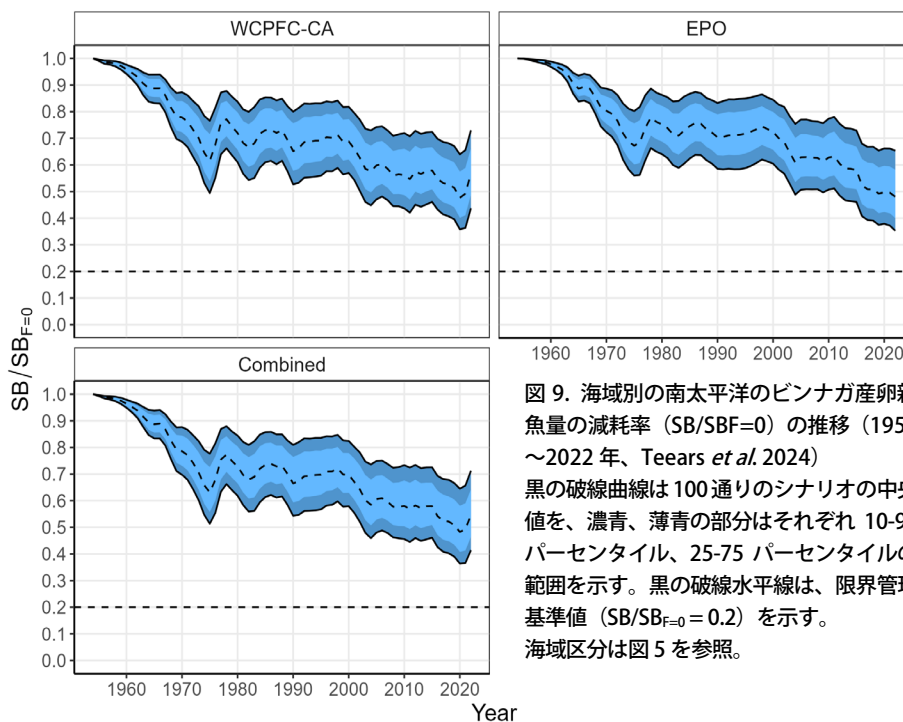 WCPFC-CA
EPO
1.0
0.9
0.8
0.7
0.6
0.5
0.4
0.3
0.2
0.1
0.0
1960 1970 1980 1990 2000 2010 2020
Combined
1.0
0.9
0.8
0.7
0.6
0.5
0.4
0.3
0.2
0.1
0.0
1960 1970 1980 1990 2000 2010 2020
SB/SBF=0
Year
図 9. 海域別の南太平洋のビンナガ産卵
魚量の減耗率（SB/SBF=0）の推移（195
～2022 年、Teears et al. 2024）
黒の破線曲線は 100 通りのシナリオの中央
値を、濃青、薄青の部分はそれぞれ 10-9
パーセンタイル、25-75 パーセンタイルの
範囲を示す。黒の破線水平線は、限界管理
基準値（SB/SBF=0 = 0.2）を示す。
海域区分は図 5 を参照。